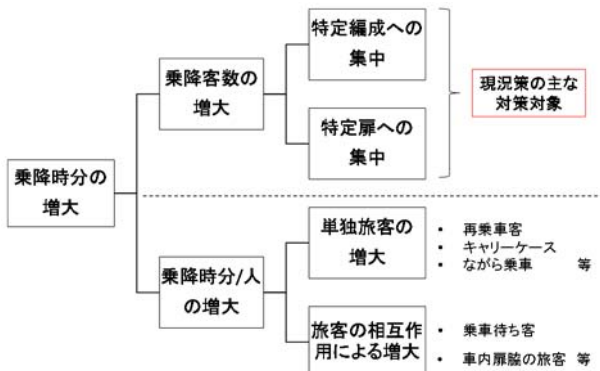 乗降時分の
増大
乗降客数の
増大
特定編成への
集中
特定扉への
集中
現況策の主な
対策対象
乗降時分/人
の増大
単独旅客の
増大
• 再乗車客
• キャリーケース
• ながら乗車 等
旅客の相互作
用による増大
• 乗車待ち客
• 車内扉脇の旅客 等